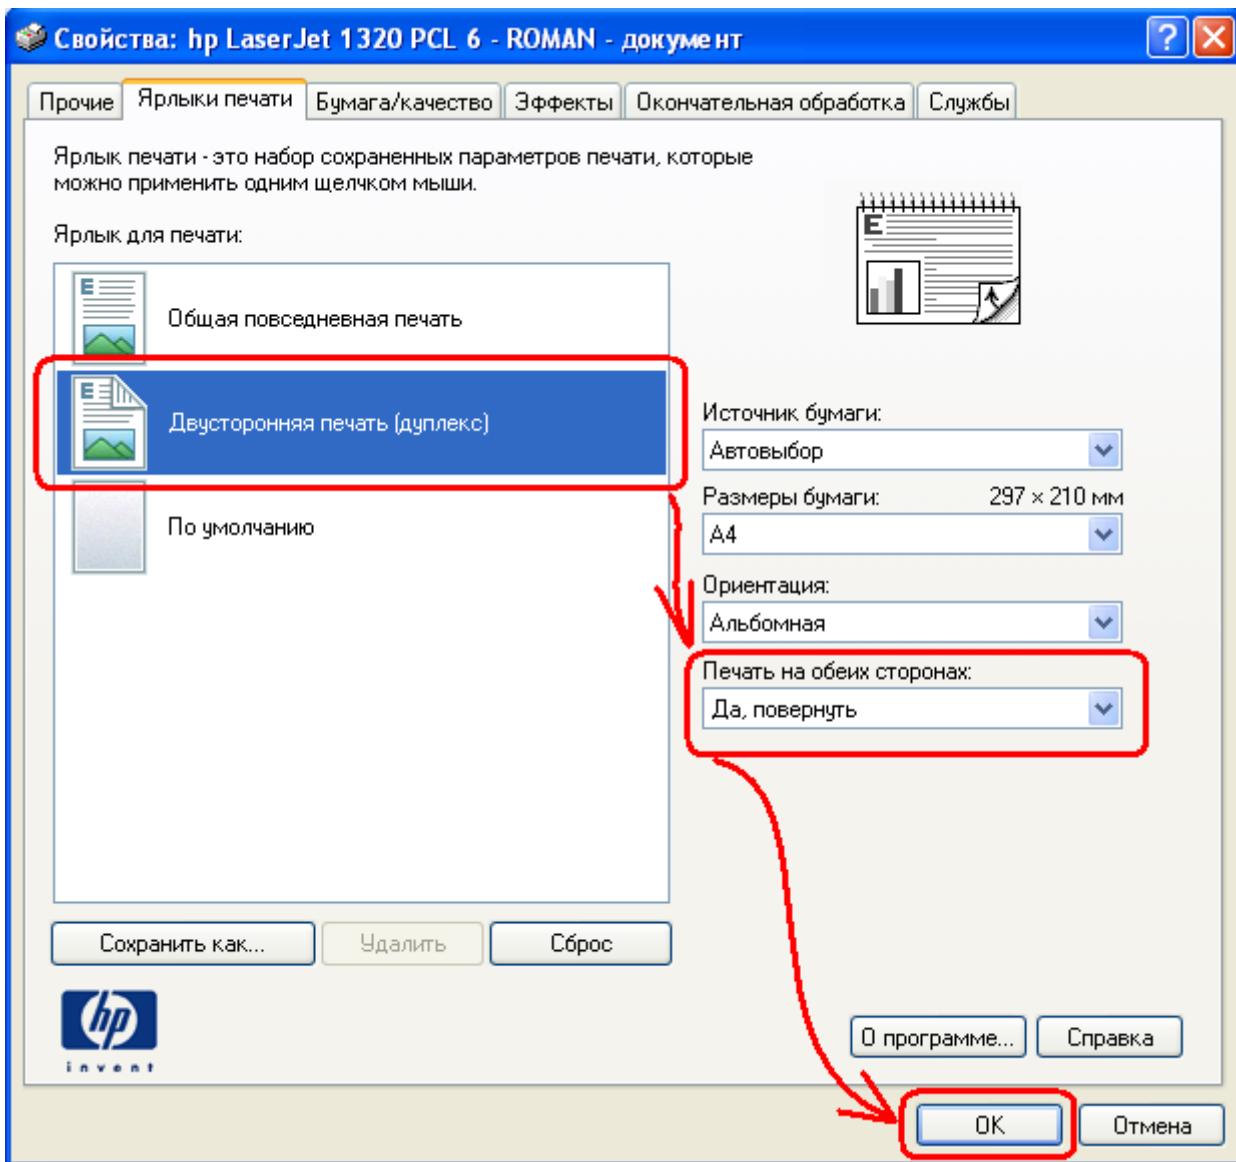 Свойства: hp LaserJet 1320 PCL 6 - ROMAN - документ
Прочие Ярлыки печати Бумага/качество Эффекты Окончательная обработка Службы
Ярлык печати - это набор сохраненных параметров печати, которые
можно применить одним щелчком мыши.
Ярлык для печати:
Общая повседневная печать
Двусторонняя печать (дуплекс)
По умолчанию
Источник бумаги:
Автовыбор
Размеры бумаги: 297 × 210 мм
A4
Ориентация:
Альбомная
Печать на обеих сторонах:
Да, повернуть
Сохранить как... Удалить Сброс
hp
invent
О программе... Справка
OK Отмена